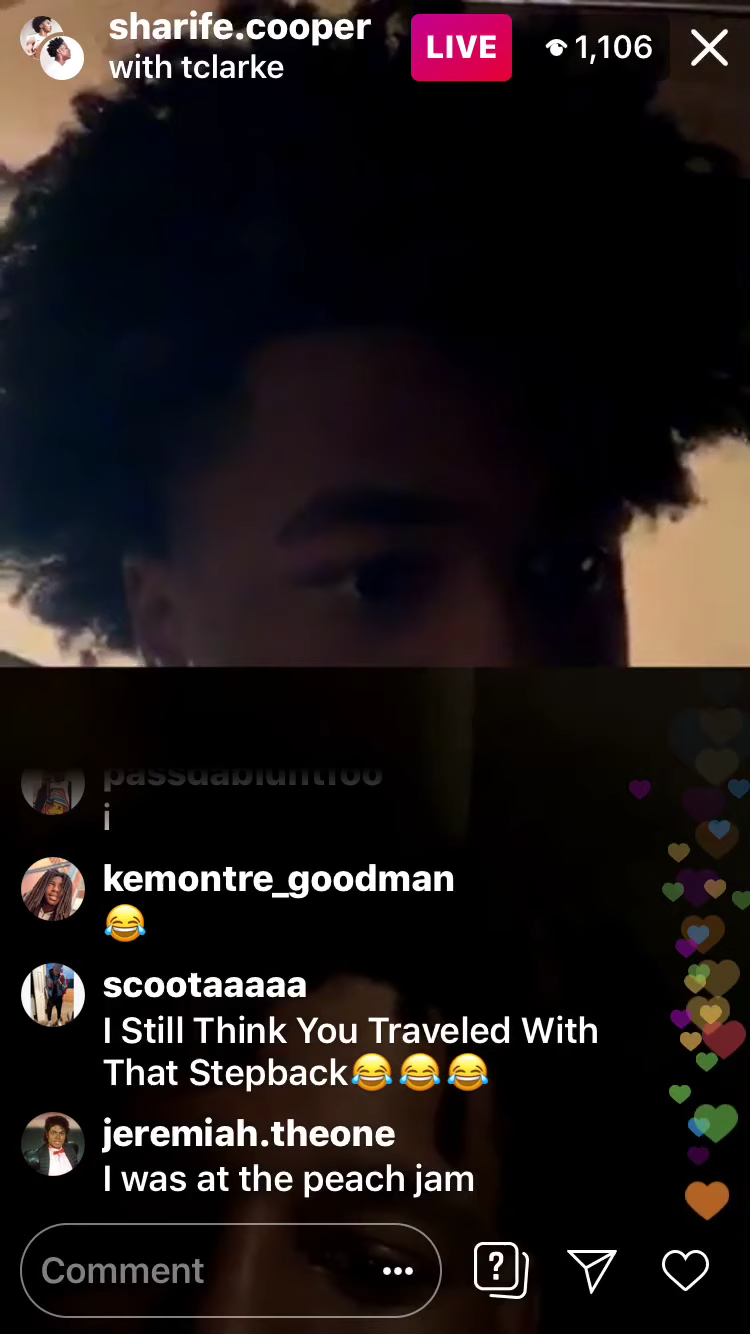 sharife.cooper
with tclarke
LIVE
1,106
passdabluntfoo
i
kemontre_goodman
😂
scootaaaaa
I Still Think You Traveled With
That Stepback😂😂😂
jeremiah.theone
I was at the peach jam
Comment
?